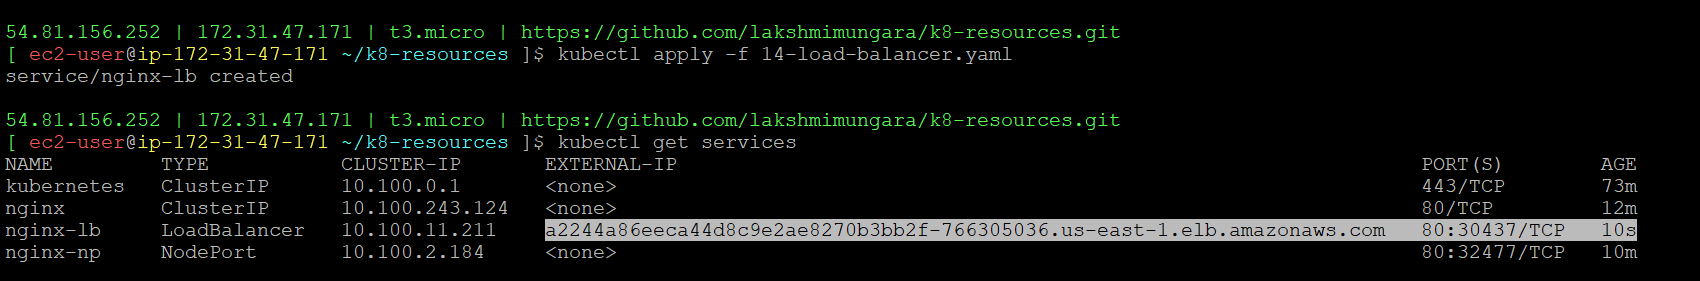 54.81.156.252 | 172.31.47.171 | t3.micro | https://github.com/lakshmimungara/k8-resources.git
[ ec2-user@ip-172-31-47-171 ~/k8-resources ]$ kubectl apply -f 14-load-balancer.yaml
service/nginx-lb created
54.81.156.252 | 172.31.47.171 | t3.micro | https://github.com/lakshmimungara/k8-resources.git
[ ec2-user@ip-172-31-47-171 ~/k8-resources ]$ kubectl get services
NAME TYPE CLUSTER-IP EXTERNAL-IP PORT(S) AGE
kubernetes ClusterIP 10.100.0.1 <none> 443/TCP 73m
nginx ClusterIP 10.100.243.124 <none> 80/TCP 12m
nginx-lb LoadBalancer 10.100.11.211 a2244a86eeca44d8c9e2ae8270b3bb2f-766305036.us-east-1.elb.amazonaws.com 80:30437/TCP 10s
nginx-np NodePort 10.100.2.184 <none> 80:32477/TCP 10m